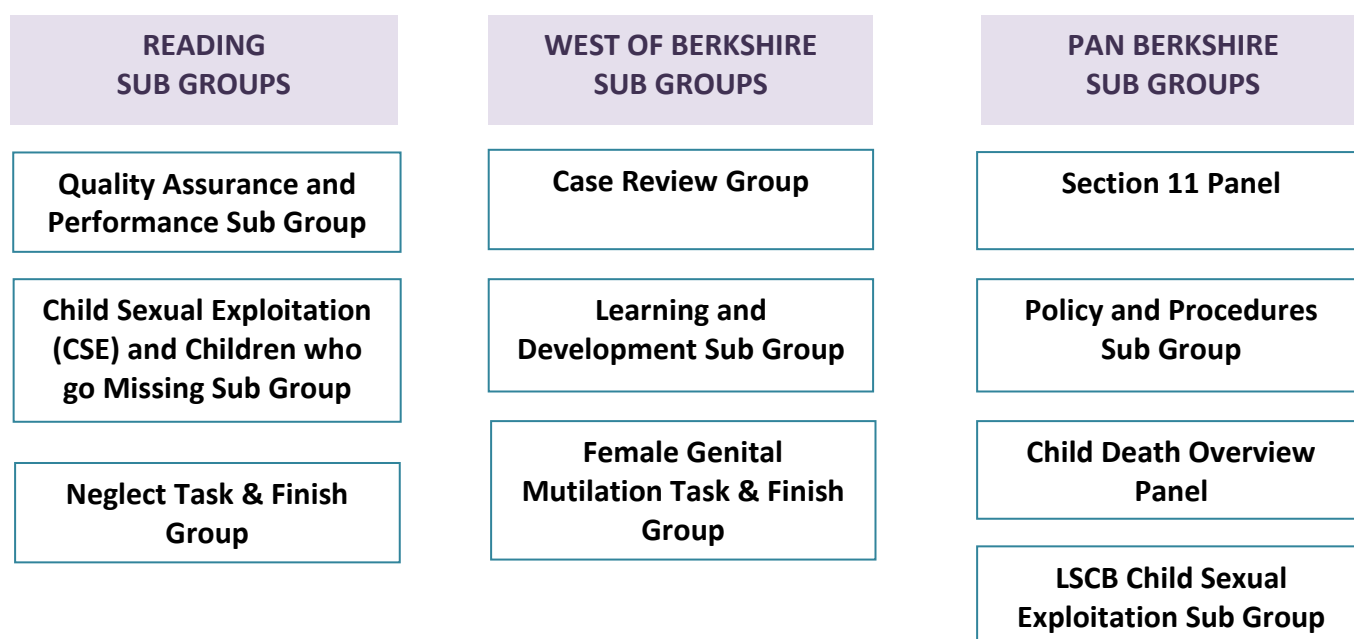 READING
SUB GROUPS
Quality Assurance and
Performance Sub Group
Child Sexual Exploitation
(CSE) and Children who
go Missing Sub Group
Neglect Task & Finish
Group
WEST OF BERKSHIRE
SUB GROUPS
Case Review Group
Learning and
Development Sub Group
Female Genital
Mutilation Task & Finish
Group
PAN BERKSHIRE
SUB GROUPS
Section 11 Panel
Policy and Procedures
Sub Group
Child Death Overview
Panel
LSCB Child Sexual
Exploitation Sub Group